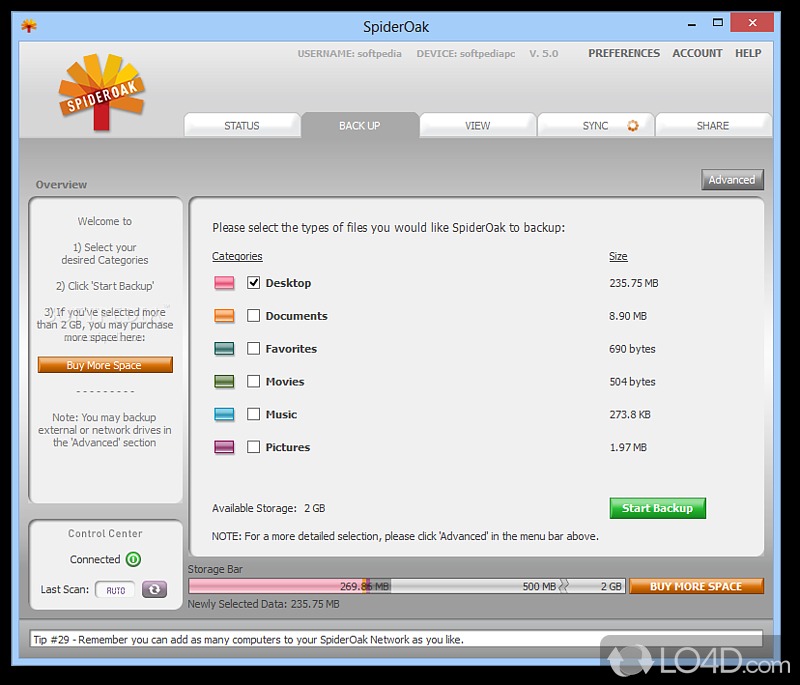 SpiderOak
USERNAME: softpedia DEVICE: softpediapc V. 5.0 PREFERENCES ACCOUNT HELP
SPIDEROAK
STATUS BACK UP VIEW SYNC SHARE
Overview
Advanced
Welcome to
1) Select your
desired Categories
2) Click 'Start Backup'
3) If you've selected more
than 2 GB, you may purchase
more space here:
Buy More Space
- - - - - - - - -
Note: You may backup
external or network drives in
the 'Advanced' section
Please select the types of files you would like SpiderOak to backup:
Categories Size
Desktop 235.75 MB
Documents 8.90 MB
Favorites 690 bytes
Movies 504 bytes
Music 273.8 KB
Pictures 1.97 MB
Available Storage: 2 GB
Start Backup
NOTE: For a more detailed selection, please click 'Advanced' in the menu bar above.
Control Center
Connected
Last Scan: AUTO
Storage Bar
269.86 MB 500 MB 2 GB
BUY MORE SPACE
Newly Selected Data: 235.75 MB
Tip #29 - Remember you can add as many computers to your SpiderOak Network as you like.
LO4D.com